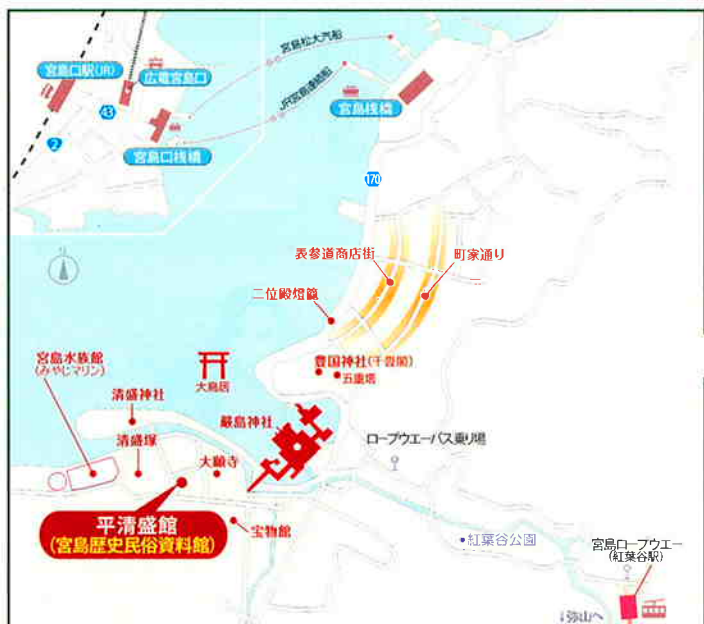 宮島松大汽船
宮島口駅(JR)
広電宮島口
JR宮島連絡船
43
宮島桟橋
2
宮島口桟橋
170
表参道商店街
町家通り
二位殿燈籠
宮島水族館
(みやじマリン)
大鳥居
豊国神社(千畳閣)
五重塔
清盛神社
厳島神社
清盛塚
大願寺
ロープウエーバス乗り場
平清盛館
(宮島歴史民俗資料館)
宝物館
紅葉谷公園
宮島ロープウエー
(紅葉谷駅)
↓弥山へ